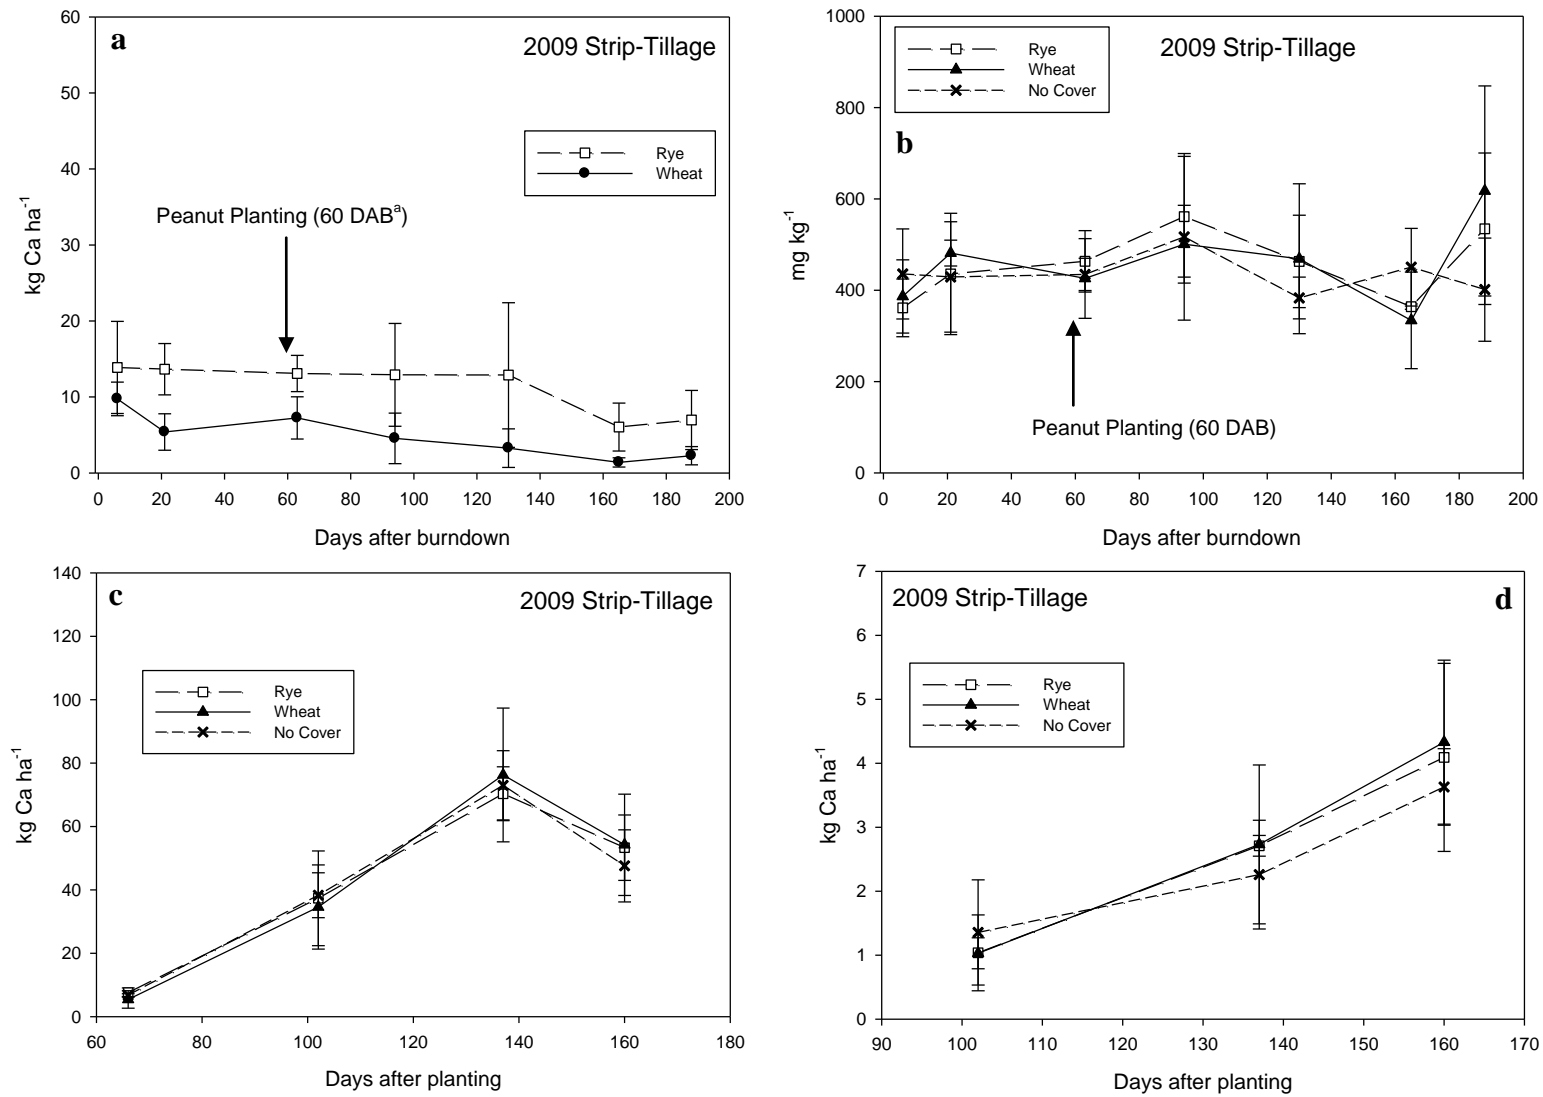 a
2009 Strip-Tillage
Rye
Wheat
Peanut Planting (60 DABᵃ)
kg Ca ha⁻¹
60
50
40
30
20
10
0
0 20 40 60 80 100 120 140 160 180 200
Days after burndown
b
2009 Strip-Tillage
Rye
Wheat
No Cover
Peanut Planting (60 DAB)
mg kg⁻¹
1000
800
600
400
200
0
0 20 40 60 80 100 120 140 160 180 200
Days after burndown
c
2009 Strip-Tillage
Rye
Wheat
No Cover
kg Ca ha⁻¹
140
120
100
80
60
40
20
0
60 80 100 120 140 160 180
Days after planting
2009 Strip-Tillage
d
Rye
Wheat
No Cover
kg Ca ha⁻¹
7
6
5
4
3
2
1
0
90 100 110 120 130 140 150 160 170
Days after planting